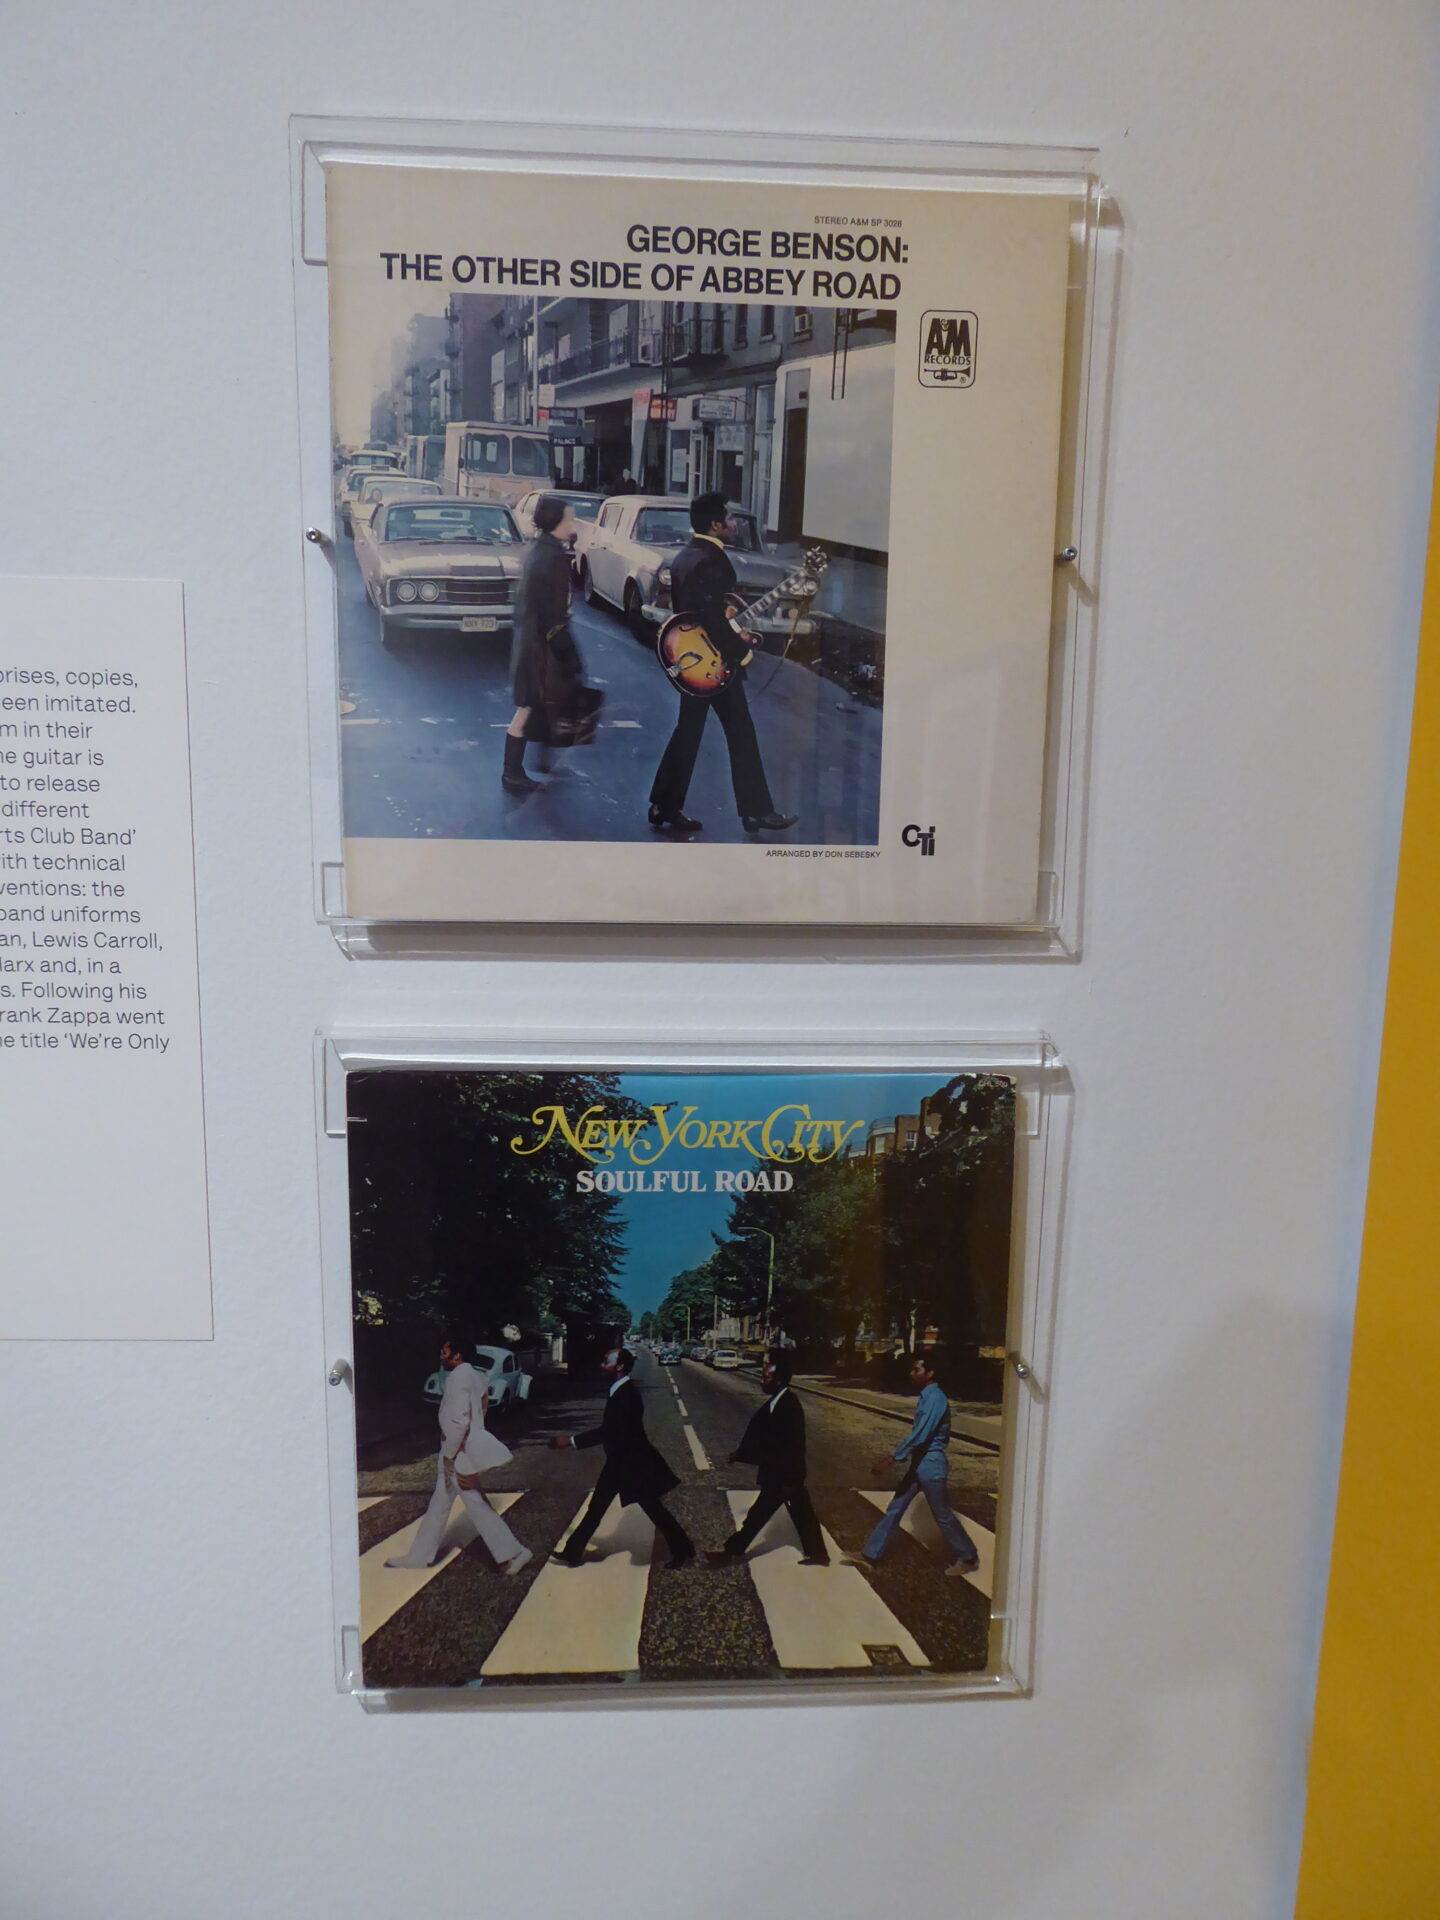 prises, copies,
been imitated.
m in their
he guitar is
to release
different
rts Club Band'
ith technical
ventions: the
band uniforms
an, Lewis Carroll,
Marx and, in a
s. Following his
rank Zappa went
he title 'We're Only
STEREO A&M SP 3028
GEORGE BENSON:
THE OTHER SIDE OF ABBEY ROAD
A&M
RECORDS
®
PALACE
ARRANGED BY DON SEBESKY
CTi
NEW YORK CITY
SOULFUL ROAD